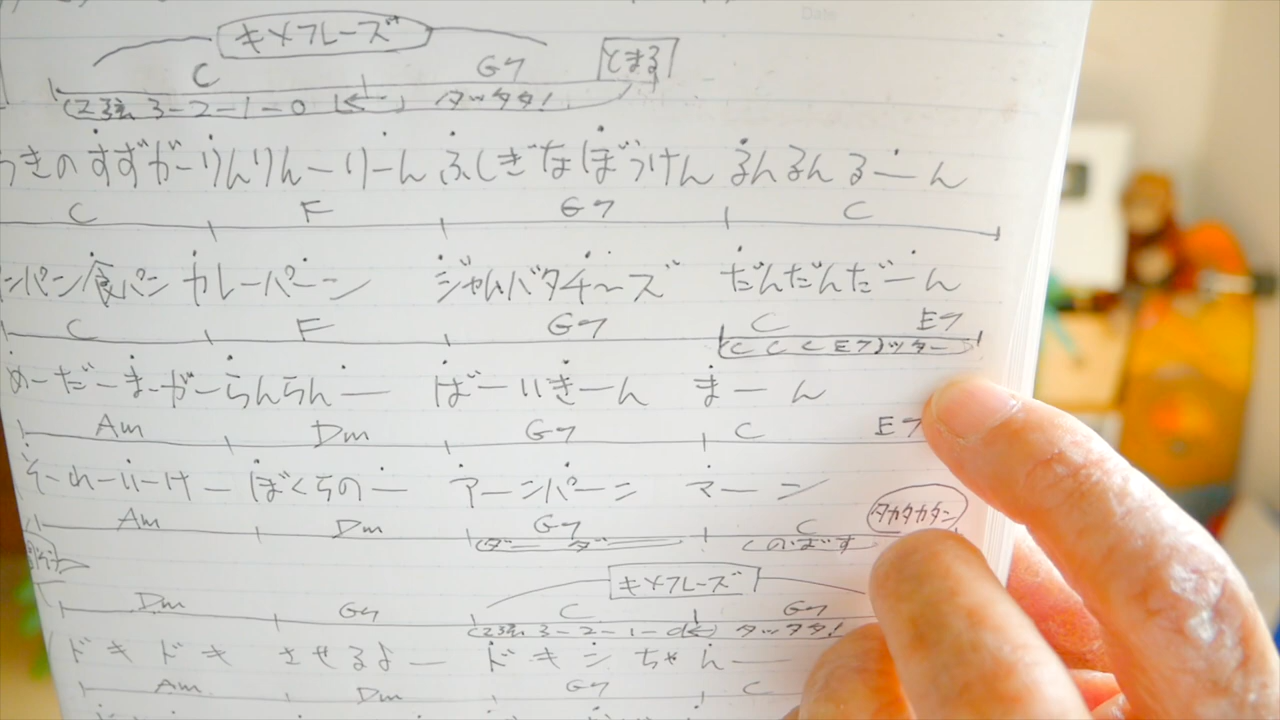 キメフレーズ
C G7 とまる
(2弦 3-2-1-0 タッタタ!
きのすずがーりんりんーりーん ふしぎなぼうけん るんるんるーん
C F G7 C
ンパン食パン カレーパーン ジャムバタチーズ だんだんだーん
C F G7 C E7
(C C C E7)ッター
めーだーまーがーらんらんー ばーいきーん まーん
Am Dm G7 C E7
そーれーいーけー ぼくらのー アーンパーン マーン
Am Dm G7 C タカタカタン
(ダー ダー のばす
キメフレーズ
Dm G7 C G7
(2弦 3-2-1-0 タッタタ!
ドキドキ させるよー ドキンちゃんー
Am Dm G7 C